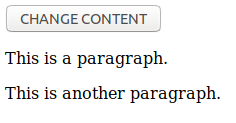 CHANGE CONTENT
This is a paragraph.
This is another paragraph.